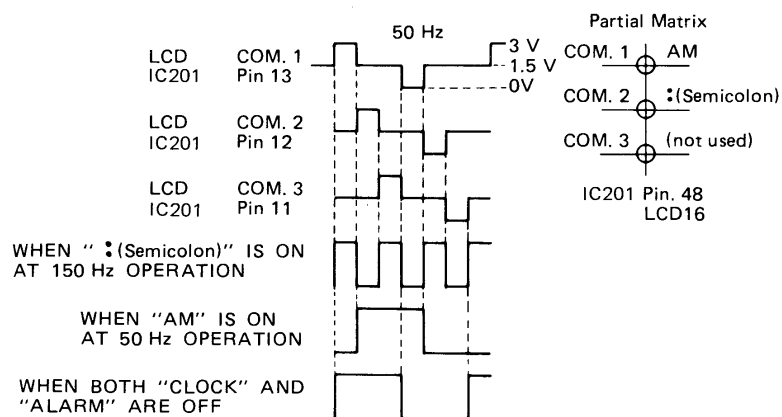 50 Hz
LCD COM. 1
IC201 Pin 13
3 V
1.5 V
0V
LCD COM. 2
IC201 Pin 12
LCD COM. 3
IC201 Pin 11
WHEN ":(Semicolon)" IS ON
AT 150 Hz OPERATION
WHEN "AM" IS ON
AT 50 Hz OPERATION
WHEN BOTH "CLOCK" AND
"ALARM" ARE OFF
Partial Matrix
COM. 1 AM
COM. 2 :(Semicolon)
COM. 3 (not used)
IC201 Pin. 48
LCD16